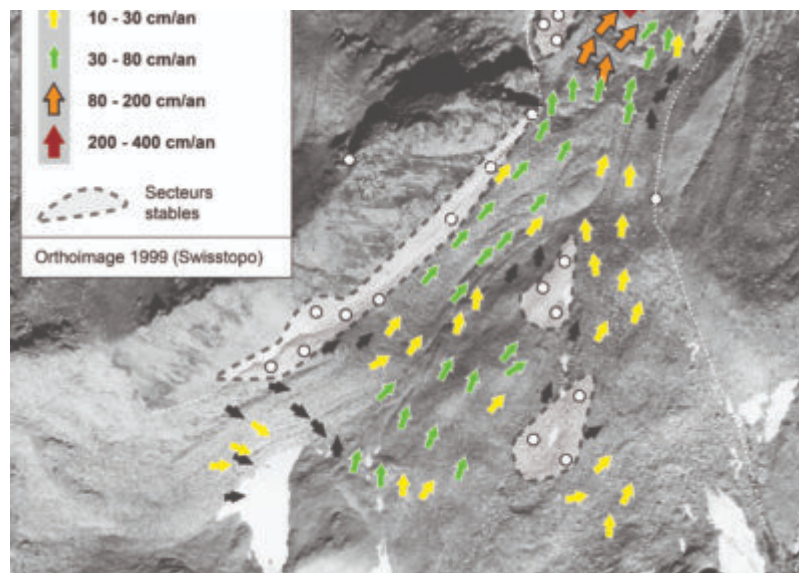 10 - 30 cm/an
30 - 80 cm/an
80 - 200 cm/an
200 - 400 cm/an
Secteurs
stables
Orthoimage 1999 (Swisstopo)